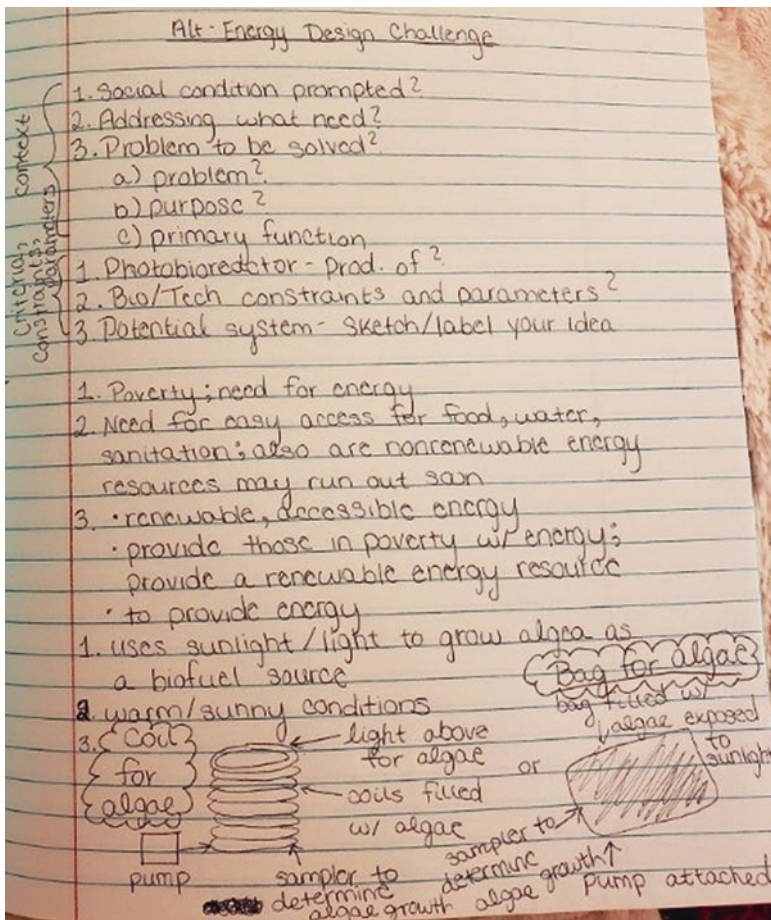 Alt-Energy Design Challenge
Criteria, context
constraints, parameters
1. Social condition prompted?
2. Addressing what need?
3. Problem to be solved?
a) problem?
b) purpose?
c) primary function
1. Photobioreactor - Prod. of?
2. Bio/Tech constraints and parameters?
3. Potential system - Sketch/label your idea
1. Poverty; need for energy
2. Need for easy access for food, water,
sanitation; also are nonrenewable energy
resources may run out soon
3. • renewable, accessible energy
• provide those in poverty w/ energy;
provide a renewable energy resource
• to provide energy
1. uses sunlight/light to grow algea as
a biofuel source
2. warm/sunny conditions
3. Coil
for
algae
light above
for algae
coils filled
w/ algae
pump
sampler to
determine
algae growth
or
Bag for algae
bag filled w/
algae exposed
to
sunlight
sampler to
determine
algae growth
pump attached